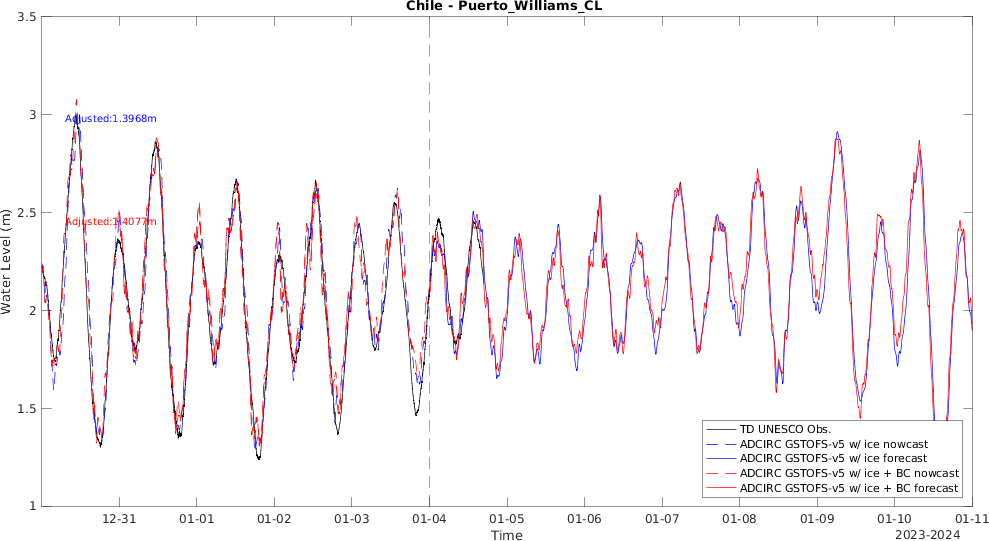 Chile - Puerto_Williams_CL
3.5
3
2.5
2
1.5
1
Water Level (m)
Adjusted:1.3968m
Adjusted:1.4077m
TD UNESCO Obs.
ADCIRC GSTOFS-v5 w/ ice nowcast
ADCIRC GSTOFS-v5 w/ ice forecast
ADCIRC GSTOFS-v5 w/ ice + BC nowcast
ADCIRC GSTOFS-v5 w/ ice + BC forecast
12-31 01-01 01-02 01-03 01-04 01-05 01-06 01-07 01-08 01-09 01-10 01-11
Time
2023-2024